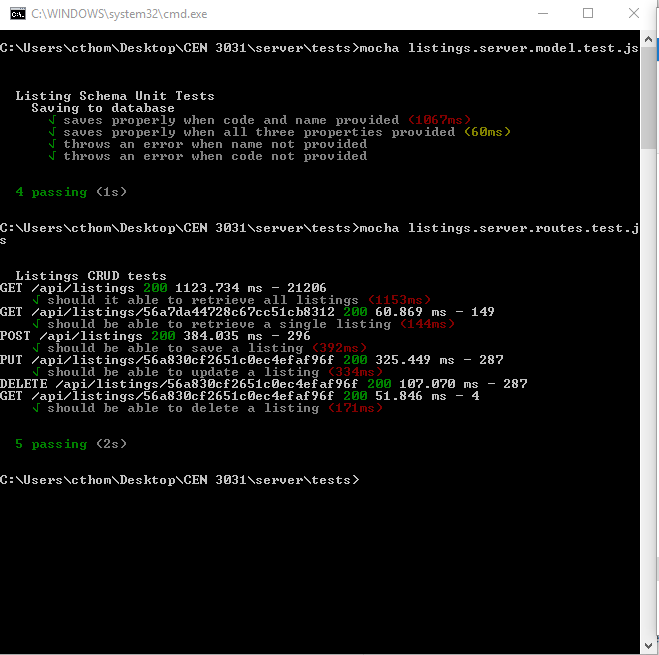 C:\WINDOWS\system32\cmd.exe
C:\Users\cthom\Desktop\CEN 3031\server\tests>mocha listings.server.model.test.js
Listing Schema Unit Tests
Saving to database
√ saves properly when code and name provided (1067ms)
√ saves properly when all three properties provided (60ms)
√ throws an error when name not provided
√ throws an error when code not provided
4 passing (1s)
C:\Users\cthom\Desktop\CEN 3031\server\tests>mocha listings.server.routes.test.j
s
Listings CRUD tests
GET /api/listings 200 1123.734 ms - 21206
√ should it able to retrieve all listings (1153ms)
GET /api/listings/56a7da44728c67cc51cb8312 200 60.869 ms - 149
√ should be able to retrieve a single listing (144ms)
POST /api/listings 200 384.035 ms - 296
√ should be able to save a listing (392ms)
PUT /api/listings/56a830cf2651c0ec4efaf96f 200 325.449 ms - 287
√ should be able to update a listing (334ms)
DELETE /api/listings/56a830cf2651c0ec4efaf96f 200 107.070 ms - 287
GET /api/listings/56a830cf2651c0ec4efaf96f 200 51.846 ms - 4
√ should be able to delete a listing (171ms)
5 passing (2s)
C:\Users\cthom\Desktop\CEN 3031\server\tests>